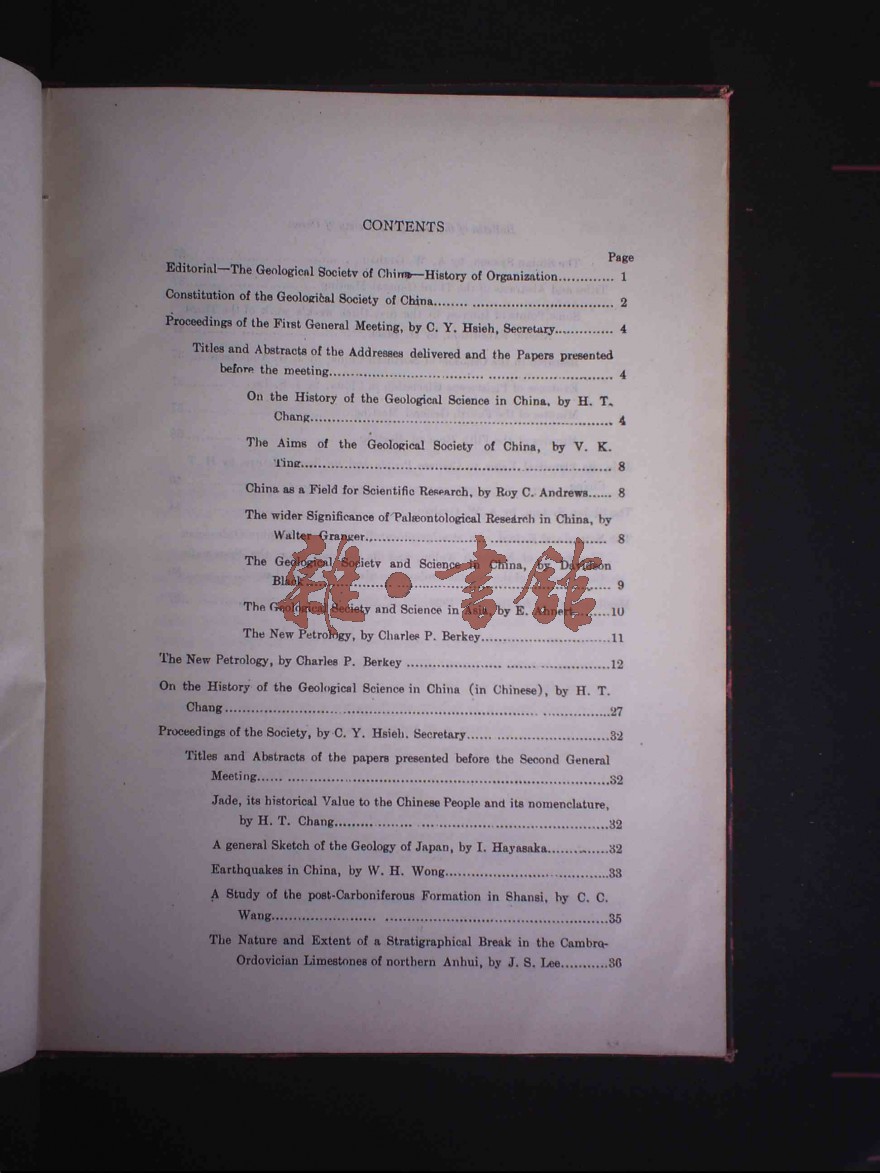 CONTENTS
Page
Editorial—The Geological Society of China—History of Organization............. 1
Constitution of the Geological Society of China........ ................................. 2
Proceedings of the First General Meeting, by C. Y. Hsieh, Secretary............. 4
Titles and Abstracts of the Addresses delivered and the Papers presented
before the meeting..................................... ...... ..................... 4
On the History of the Geological Science in China, by H. T.
Chang..................................................................... 4
The Aims of the Geological Society of China, by V. K.
Ting....................................................................... 8
China as a Field for Scientific Research, by Roy C. Andrews...... 8
The wider Significance of Palæontological Research in China, by
Walter Granger............................. ........................... 8
The Geological Society and Science in China, by Davidson
Black...................................................................... 9
The Geological Society and Science in Asia, by E. Ahnert.........10
The New Petrology, by Charles P. Berkey..............................11
The New Petrology, by Charles P. Berkey ...................... ....... ................12
On the History of the Geological Science in China (in Chinese), by H. T.
Chang ......................................................................... ................27
Proceedings of the Society, by C. Y. Hsieh, Secretary...... ..........................32
Titles and Abstracts of the papers presented before the Second General
Meeting...... ..........................................................................32
Jade, its historical Value to the Chinese People and its nomenclature,
by H. T. Chang......... ........ ............................................32
A general Sketch of the Geology of Japan, by I. Hayasaka..............32
Earthquakes in China, by W. H. Wong.....................................33
A Study of the post-Carboniferous Formation in Shansi, by C. C.
Wang........................ ...................................................35
The Nature and Extent of a Stratigraphical Break in the Cambro-
Ordovician Limestones of northern Anhui, by J. S. Lee...........36
雜·書館